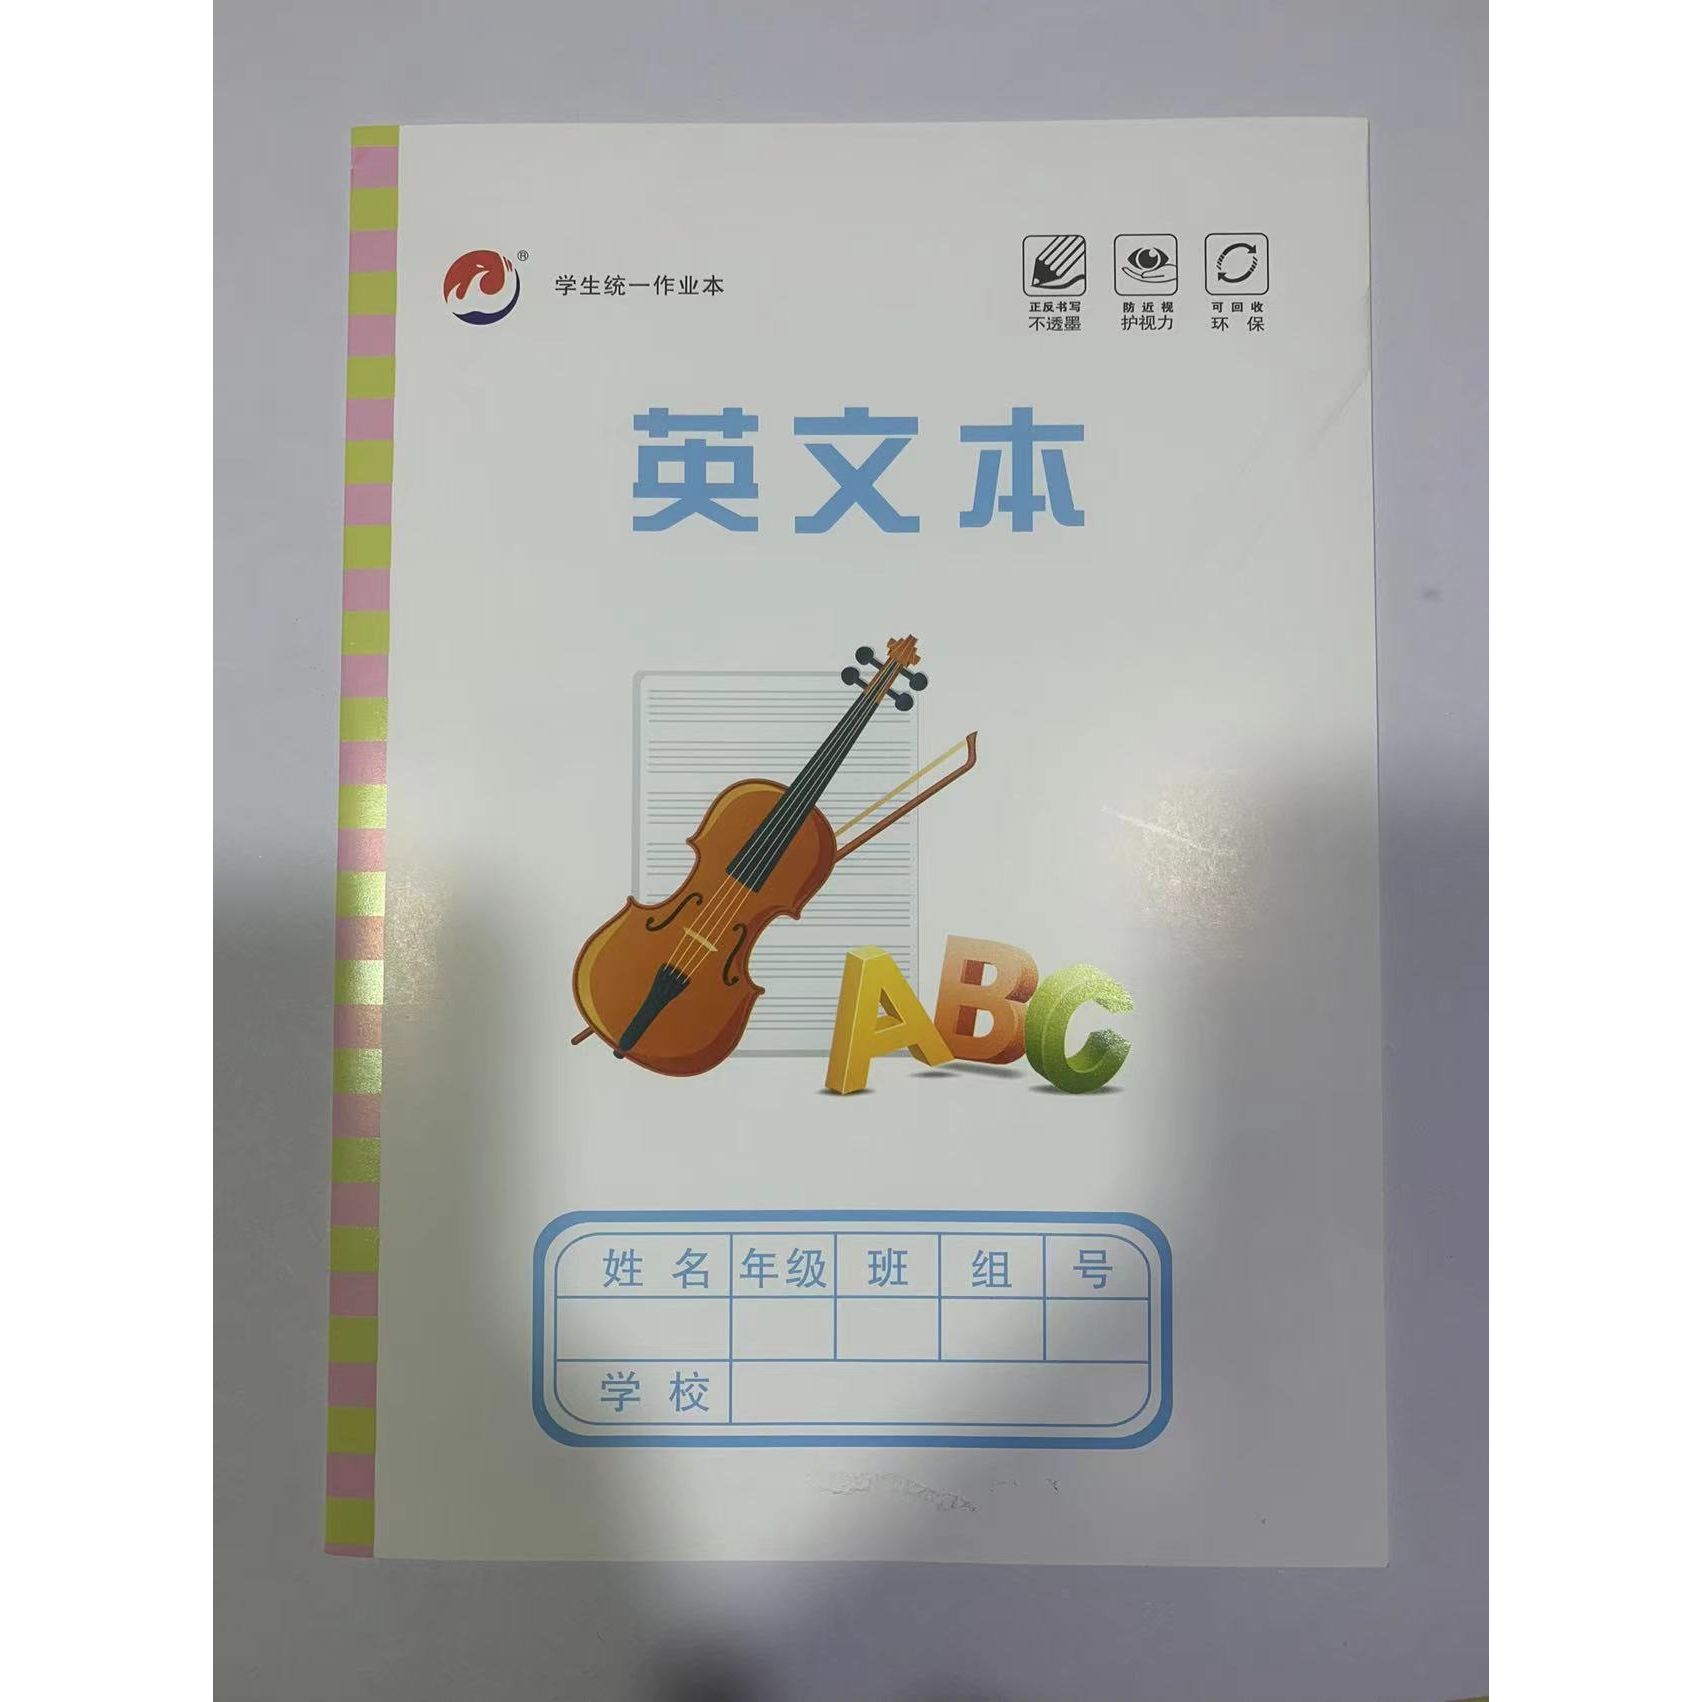 ®
学生统一作业本
正反书写
不透墨
防近视
护视力
可回收
环保
英文本
ABC
姓名 年级 班 组 号
学校